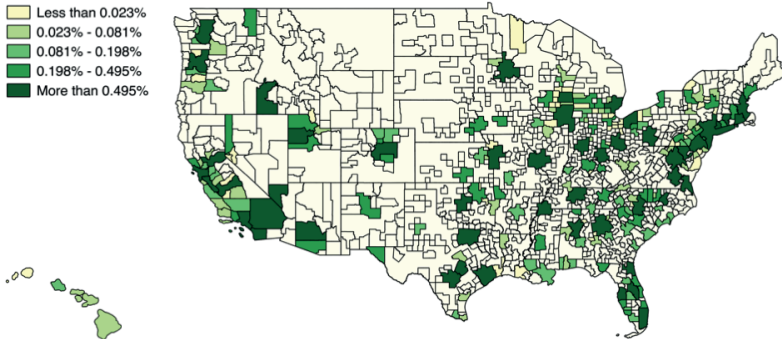 Less than 0.023%
0.023% - 0.081%
0.081% - 0.198%
0.198% - 0.495%
More than 0.495%